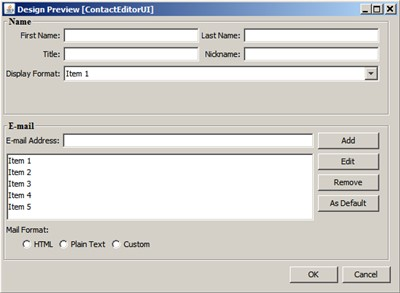 Design Preview [ContactEditorUI]
Name
First Name: Last Name:
Title: Nickname:
Display Format: Item 1
E-mail
E-mail Address: Add
Item 1 Edit
Item 2
Item 3 Remove
Item 4
Item 5 As Default
Mail Format:
HTML Plain Text Custom
OK Cancel